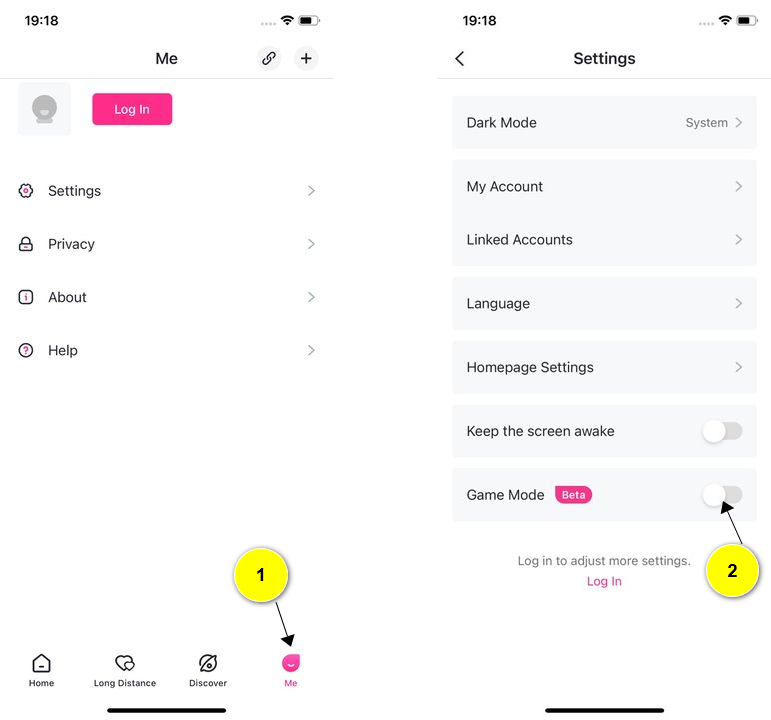 19:18
Me
Log In
Settings
Privacy
About
Help
1
Home
Long Distance
Discover
Me
19:18
Settings
Dark Mode
System
My Account
Linked Accounts
Language
Homepage Settings
Keep the screen awake
Game Mode Beta
2
Log in to adjust more settings.
Log In